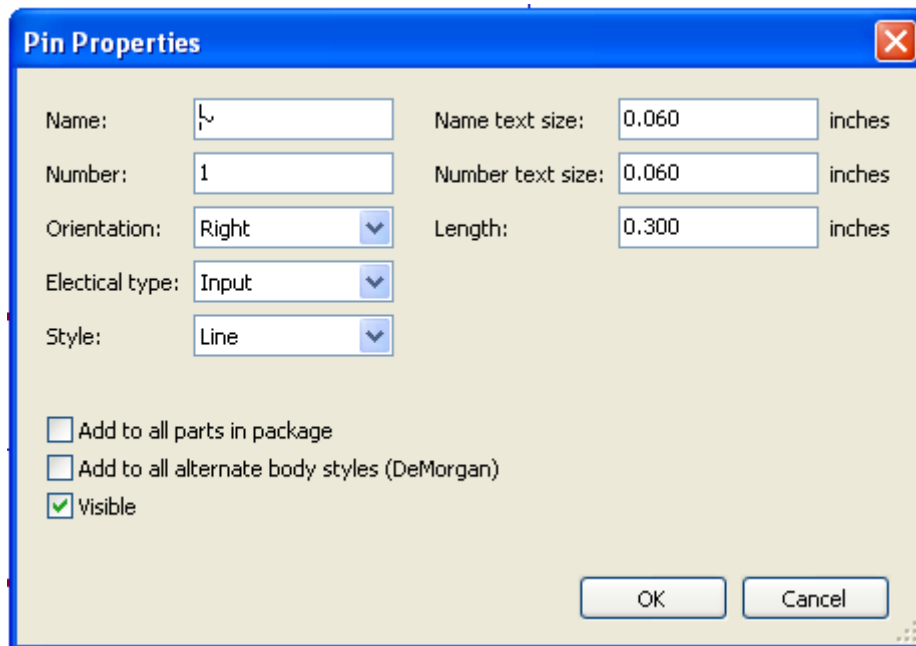 Pin Properties
Name: ~ Name text size: 0.060 inches
Number: 1 Number text size: 0.060 inches
Orientation: Right Length: 0.300 inches
Electical type: Input
Style: Line
Add to all parts in package
Add to all alternate body styles (DeMorgan)
Visible
OK Cancel